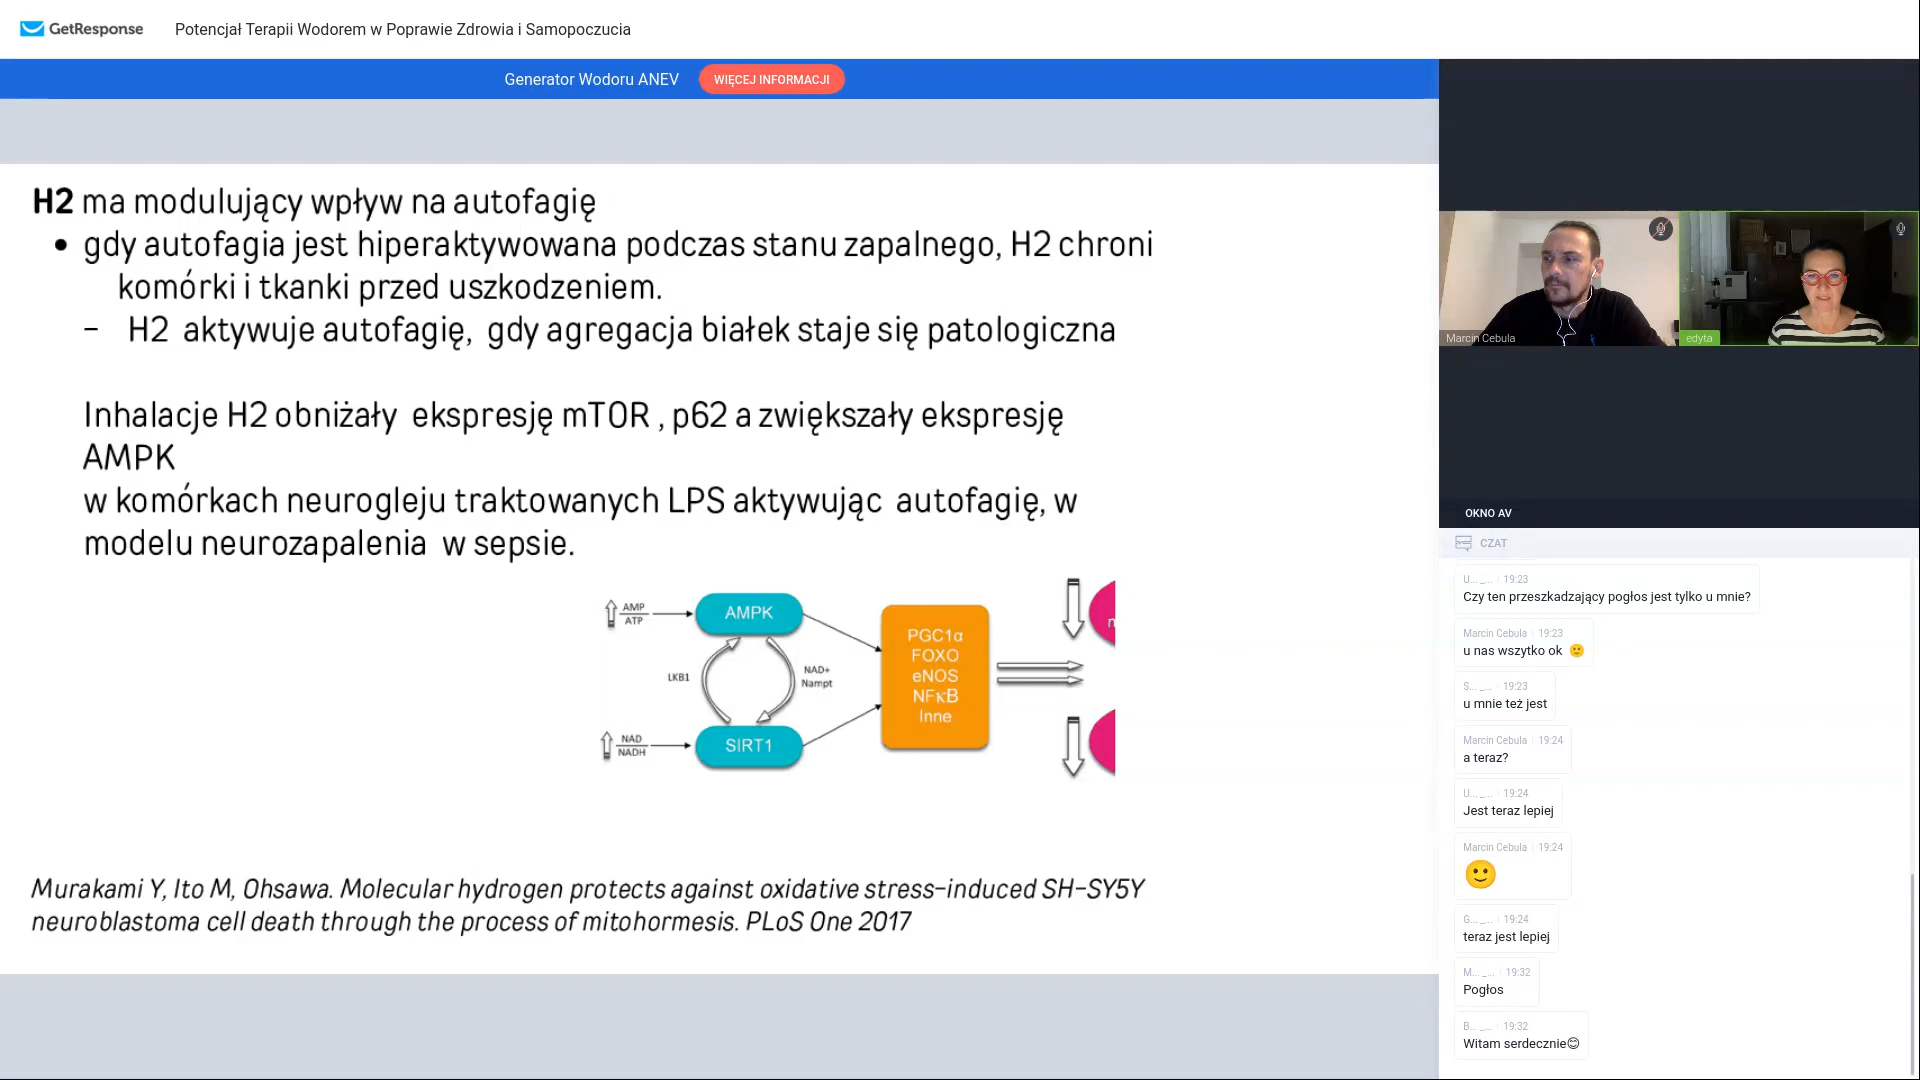 GetResponse
Potencjał Terapii Wodorem w Poprawie Zdrowia i Samopoczucia
Generator Wodoru ANEV
WIĘCEJ INFORMACJI
H2 ma modulujący wpływ na autofagię
• gdy autofagia jest hiperaktywowana podczas stanu zapalnego, H2 chroni
komórki i tkanki przed uszkodzeniem.
– H2 aktywuje autofagię, gdy agregacja białek staje się patologiczna
Inhalacje H2 obniżały ekspresję mTOR , p62 a zwiększały ekspresję
AMPK
w komórkach neurogleju traktowanych LPS aktywując autofagię, w
modelu neurozapalenia w sepsie.
AMP
ATP
AMPK
LKB1
NAD+
Nampt
NAD
NADH
SIRT1
PGC1α
FOXO
eNOS
NFκB
Inne
n
Murakami Y, Ito M, Ohsawa. Molecular hydrogen protects against oxidative stress-induced SH-SY5Y
neuroblastoma cell death through the process of mitohormesis. PLoS One 2017
Marcin Cebula
edyta
OKNO AV
CZAT
U... _... 19:23
Czy ten przeszkadzający pogłos jest tylko u mnie?
Marcin Cebula 19:23
u nas wszytko ok 🙂
S... _... 19:23
u mnie też jest
Marcin Cebula 19:24
a teraz?
U... _... 19:24
Jest teraz lepiej
Marcin Cebula 19:24
🙂
G... _... 19:24
teraz jest lepiej
M... _... 19:32
Pogłos
B... _... 19:32
Witam serdecznie😊